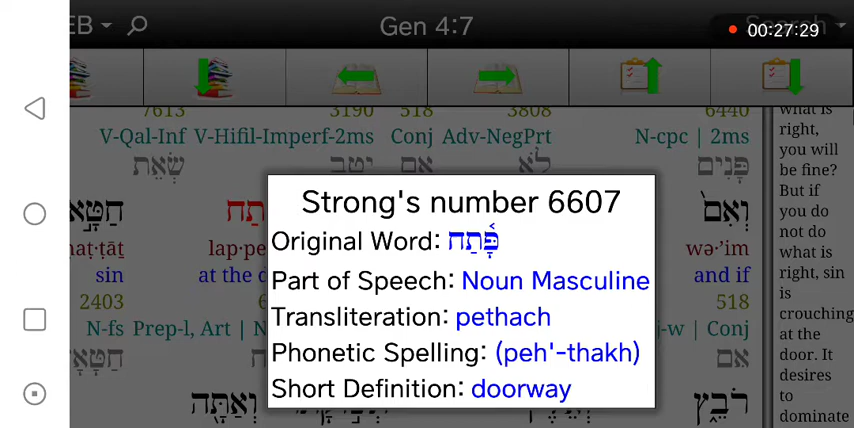 EB
Gen 4:7
Search
00:27:29
7613 3190 518 3808 6440
V-Qal-Inf V-Hifil-Imperf-2ms Conj Adv-NegPrt N-cpc | 2ms
שְׂאֵת יטב אִם לֹא פָּנִים
Strong's number 6607
Original Word: פֶּ֫תַח
Part of Speech: Noun Masculine
Transliteration: pethach
Phonetic Spelling: (peh'-thakh)
Short Definition: doorway
וְאִם֙
wə·’im
and if
518
Conj
אִם
רֹבֵ֑ץ
sin
at the
2403
N-fs Prep-l, Art | N
חַטָּאָה
וְאַתָּ֖ה
what is
right,
you will
be fine?
But if
you do
not do
what is
right, sin
is
crouching
at the
door. It
desires
to
dominate